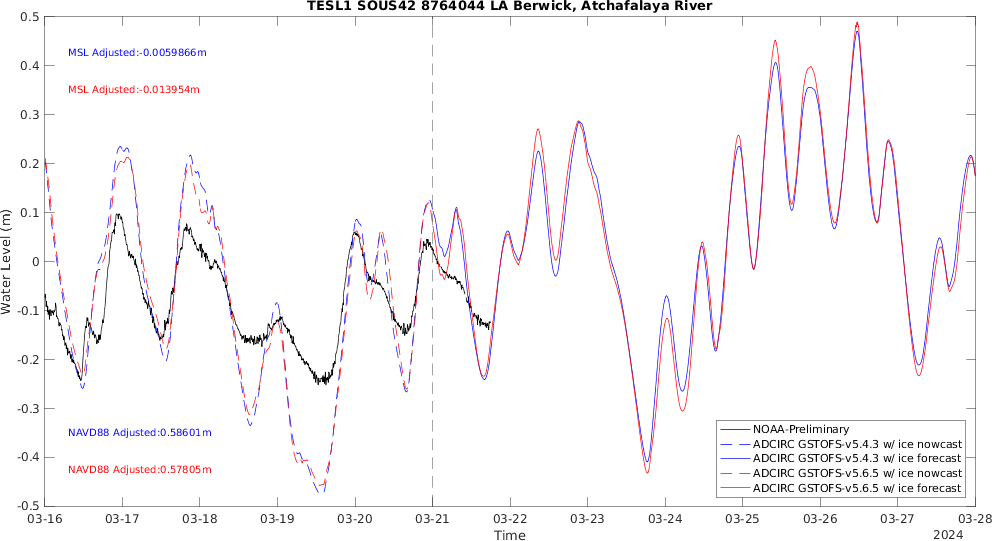 TESL1 SOUS42 8764044 LA Berwick, Atchafalaya River
0.5
0.4
0.3
0.2
0.1
0
-0.1
-0.2
-0.3
-0.4
-0.5
Water Level (m)
MSL Adjusted:-0.0059866m
MSL Adjusted:-0.013954m
NAVD88 Adjusted:0.58601m
NAVD88 Adjusted:0.57805m
NOAA-Preliminary
ADCIRC GSTOFS-v5.4.3 w/ ice nowcast
ADCIRC GSTOFS-v5.4.3 w/ ice forecast
ADCIRC GSTOFS-v5.6.5 w/ ice nowcast
ADCIRC GSTOFS-v5.6.5 w/ ice forecast
03-16 03-17 03-18 03-19 03-20 03-21 03-22 03-23 03-24 03-25 03-26 03-27 03-28
Time
2024